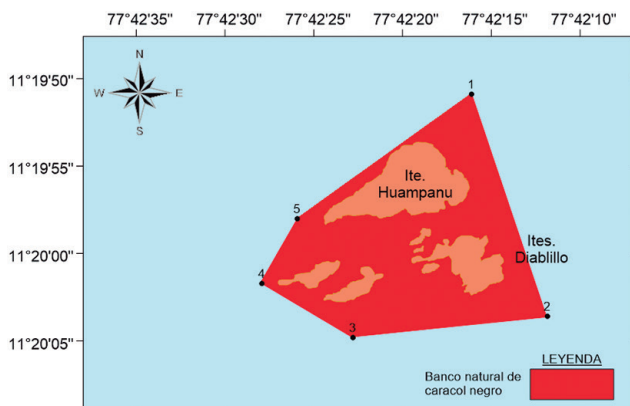 77°42'35" 77°42'30" 77°42'25" 77°42'20" 77°42'15" 77°42'10"
11°19'50"
11°19'55"
11°20'00"
11°20'05"
N
W E
S
1
Ite.
Huampanu
5
Ites.
Diablillo
4
2
3
LEYENDA
Banco natural de
caracol negro